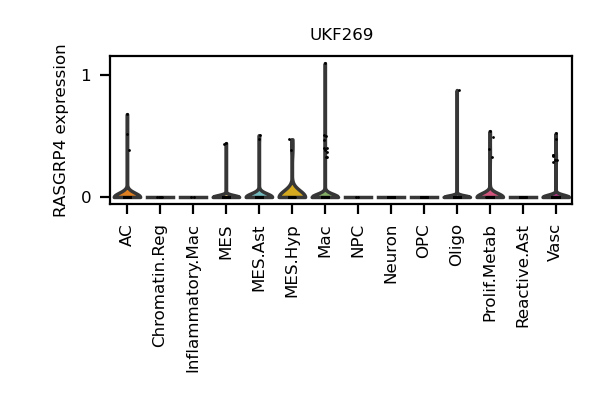 UKF269
RASGRP4 expression
1
0
AC
Chromatin.Reg
Inflammatory.Mac
MES
MES.Ast
MES.Hyp
Mac
NPC
Neuron
OPC
Oligo
Prolif.Metab
Reactive.Ast
Vasc